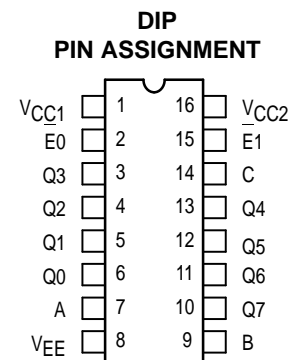 DIP
PIN ASSIGNMENT
VCC1 1 16 VCC2
E0 2 15 E1
Q3 3 14 C
Q2 4 13 Q4
Q1 5 12 Q5
Q0 6 11 Q6
A 7 10 Q7
VEE 8 9 B